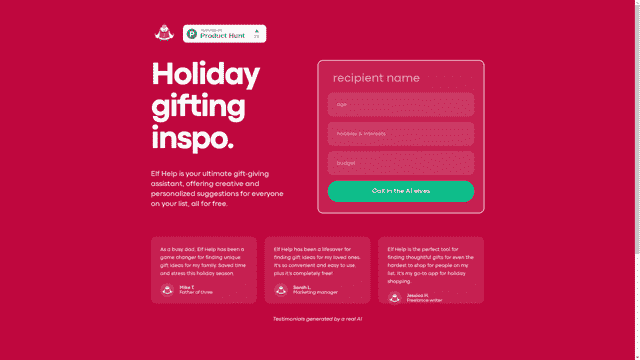 Product Hunt
Holiday
gifting
inspo.
Elf Help is your ultimate gift-giving
assistant, offering creative and
personalized suggestions for everyone
on your list, all for free.
recipient name
age
hobbies & interests
budget
Call in the AI elves
As a busy dad, Elf Help has been a
game changer for finding unique
gift ideas for my family. Saved time
and stress this holiday season.
Mike T.
Father of three
Elf Help has been a lifesaver for
finding gift ideas for my loved ones.
It's so convenient and easy to use,
plus it's completely free!
Sarah L.
Marketing manager
Elf Help is the perfect tool for
finding thoughtful gifts for even the
hardest to shop for people on my
list. It's my go-to app for holiday
shopping.
Jessica H.
Freelance writer
Testimonials generated by a real AI